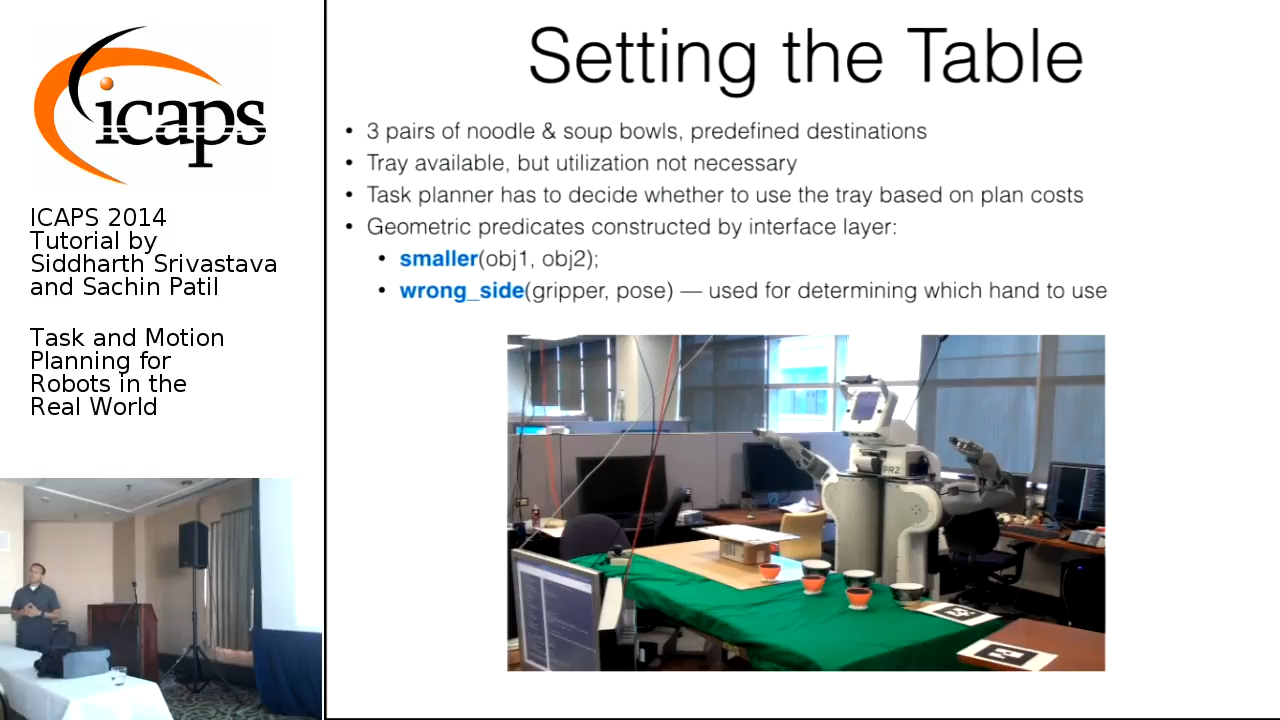 icaps
ICAPS 2014
Tutorial by
Siddharth Srivastava
and Sachin Patil
Task and Motion
Planning for
Robots in the
Real World
Setting the Table
• 3 pairs of noodle & soup bowls, predefined destinations
• Tray available, but utilization not necessary
• Task planner has to decide whether to use the tray based on plan costs
• Geometric predicates constructed by interface layer:
• smaller(obj1, obj2);
• wrong_side(gripper, pose) — used for determining which hand to use
PR2